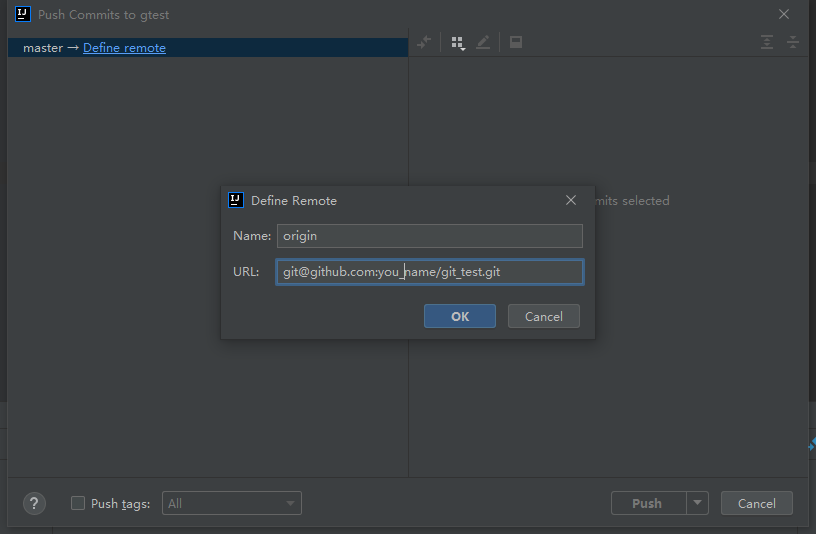 Push Commits to gtest
master → Define remote
mits selected
Define Remote
Name: origin
URL: git@github.com:you_name/git_test.git
OK Cancel
? Push tags: All Push Cancel